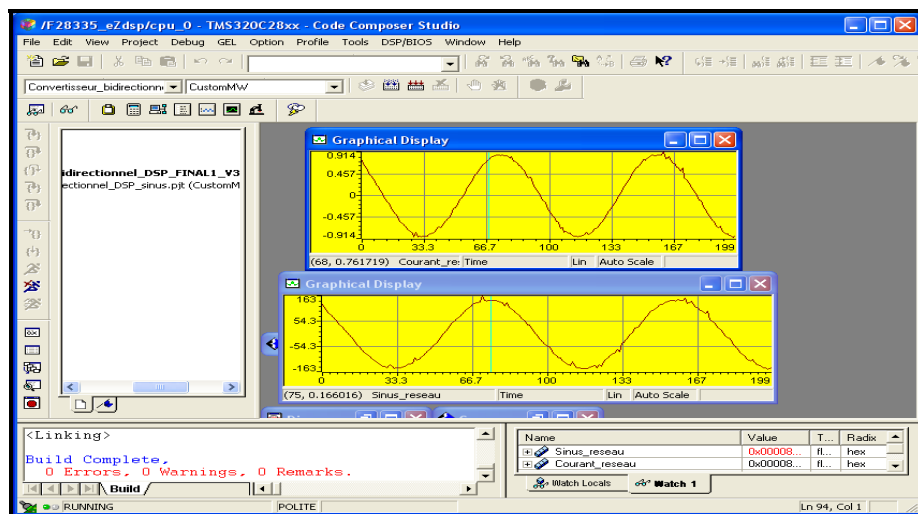 /F28335_eZdsp/cpu_0 - TMS320C28xx - Code Composer Studio
File Edit View Project Debug GEL Option Profile Tools DSP/BIOS Window Help
Convertisseur_bidirectionn CustomMW
idirectionnel_DSP_FINAL1_V3
ectionnel_DSP_sinus.pjt (CustomM
Graphical Display
0.914
0.457
0
-0.457
-0.914
0 33.3 66.7 100 133 167 199
(68, 0.761719) Courant_re: Time Lin Auto Scale
Graphical Display
163
54.3
-54.3
-163
0 33.3 66.7 100 133 167 199
(75, 0.166016) Sinus_reseau Time Lin Auto Scale
<Linking>
Build Complete,
0 Errors, 0 Warnings, 0 Remarks.
Build
Name Value T... Radix
Sinus_reseau 0x00008... fl... hex
Courant_reseau 0x00008... fl... hex
Watch Locals Watch 1
RUNNING POLITE Ln 94, Col 1